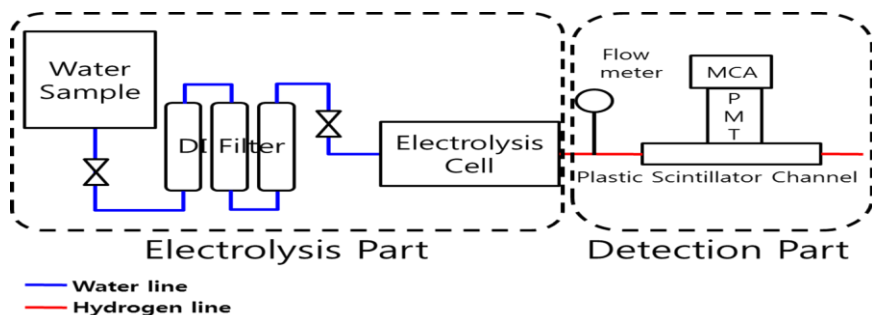 Water
Sample
DI Filter
Electrolysis
Cell
Flow
meter
MCA
P
M
T
Plastic Scintillator Channel
Electrolysis Part
Detection Part
Water line
Hydrogen line